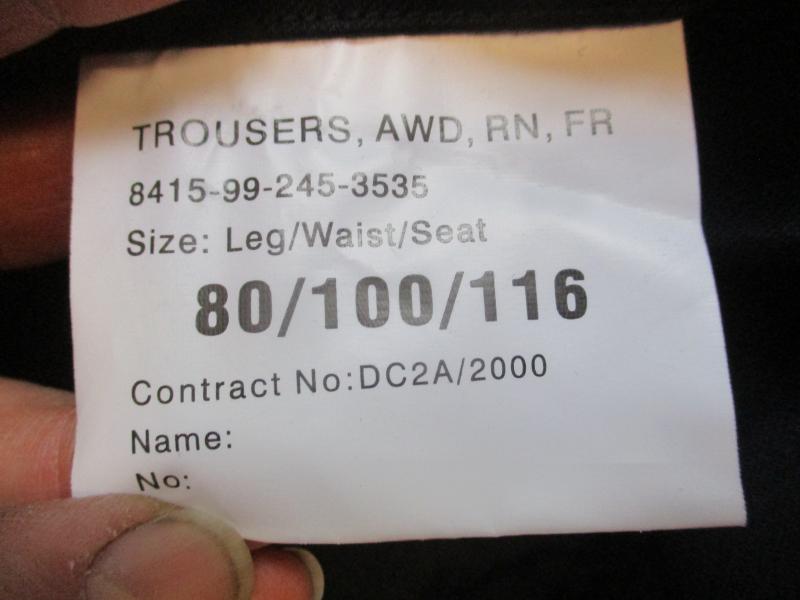 TROUSERS, AWD, RN, FR
8415-99-245-3535
Size: Leg/Waist/Seat
80/100/116
Contract No:DC2A/2000
Name:
No: